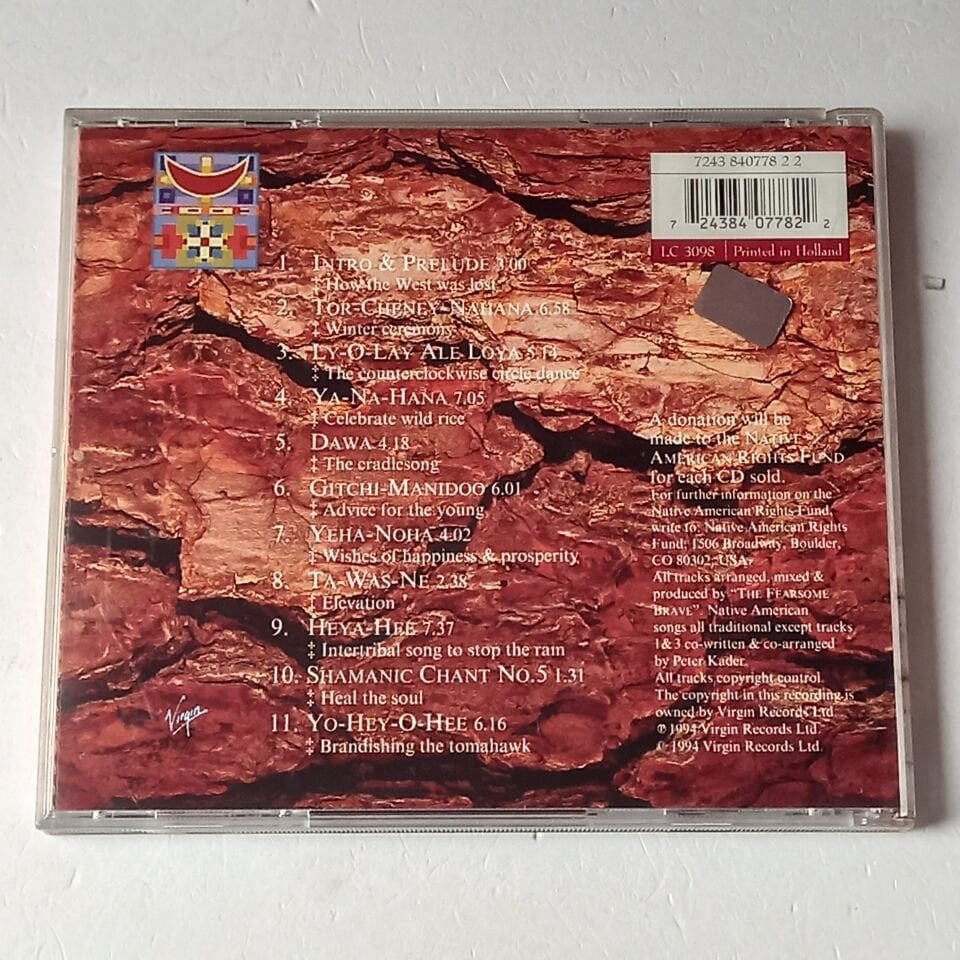 7243 840778 2 2
7 24384 07782 2
LC 3098 Printed in Holland
1. INTRO & PRELUDE 3.00
‡ How the West was lost
2. TOR-CHENEY-NAHANA 6.58
‡ Winter ceremony
3. LY-O-LAY ALE LOYA 5.14
‡ The counterclockwise circle dance
4. YA-NA-HANA 7.05
‡ Celebrate wild rice
5. DAWA 4.18
‡ The cradlesong
6. GITCHI-MANIDOO 6.01
‡ Advice for the young
7. YEHA-NOHA 4.02
‡ Wishes of happiness & prosperity
8. TA-WAS-NE 2.38
‡ Elevation
9. HEYA-HEE 7.37
‡ Intertribal song to stop the rain
10. SHAMANIC CHANT NO.5 1.31
‡ Heal the soul
11. YO-HEY-O-HEE 6.16
‡ Brandishing the tomahawk
Virgin
A donation will be
made to the NATIVE
AMERICAN RIGHTS FUND
for each CD sold.
For further information on the
Native American Rights Fund,
write to: Native American Rights
Fund, 1506 Broadway, Boulder,
CO 80302, USA.
All tracks arranged, mixed &
produced by "THE FEARSOME
BRAVE". Native American
songs all traditional except tracks
1&3 co-written & co-arranged
by Peter Kader.
All tracks copyright control.
The copyright in this recording is
owned by Virgin Records Ltd.
℗ 1994 Virgin Records Ltd.
© 1994 Virgin Records Ltd.